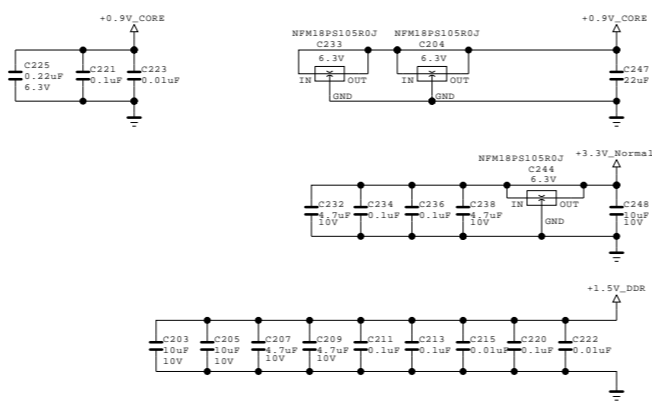 +0.9V_CORE
C225
0.22uF
6.3V
C221
0.1uF
C223
0.01uF
NFM18PS105R0J
C233
6.3V
IN
OUT
GND
NFM18PS105R0J
C204
6.3V
IN
OUT
GND
+0.9V_CORE
C247
22uF
+3.3V_Normal
NFM18PS105R0J
C244
6.3V
IN
OUT
GND
C232
4.7uF
10V
C234
0.1uF
C236
0.1uF
C238
4.7uF
10V
C248
10uF
10V
+1.5V_DDR
C203
10uF
10V
C205
10uF
10V
C207
4.7uF
10V
C209
4.7uF
10V
C211
0.1uF
C213
0.1uF
C215
0.01uF
C220
0.1uF
C222
0.01uF